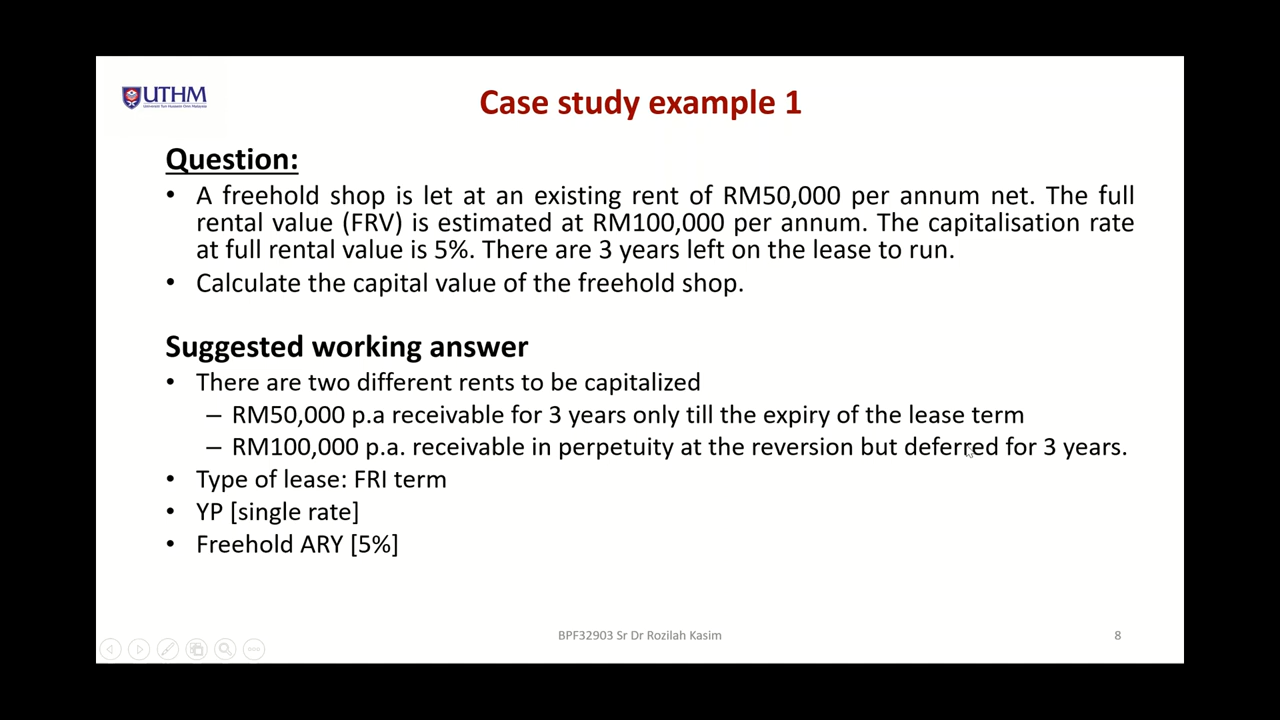 UTHM
Case study example 1
Question:
• A freehold shop is let at an existing rent of RM50,000 per annum net. The full
rental value (FRV) is estimated at RM100,000 per annum. The capitalisation rate
at full rental value is 5%. There are 3 years left on the lease to run.
• Calculate the capital value of the freehold shop.
Suggested working answer
• There are two different rents to be capitalized
– RM50,000 p.a receivable for 3 years only till the expiry of the lease term
– RM100,000 p.a. receivable in perpetuity at the reversion but deferred for 3 years.
• Type of lease: FRI term
• YP [single rate]
• Freehold ARY [5%]
BPF32903 Sr Dr Rozilah Kasim
8